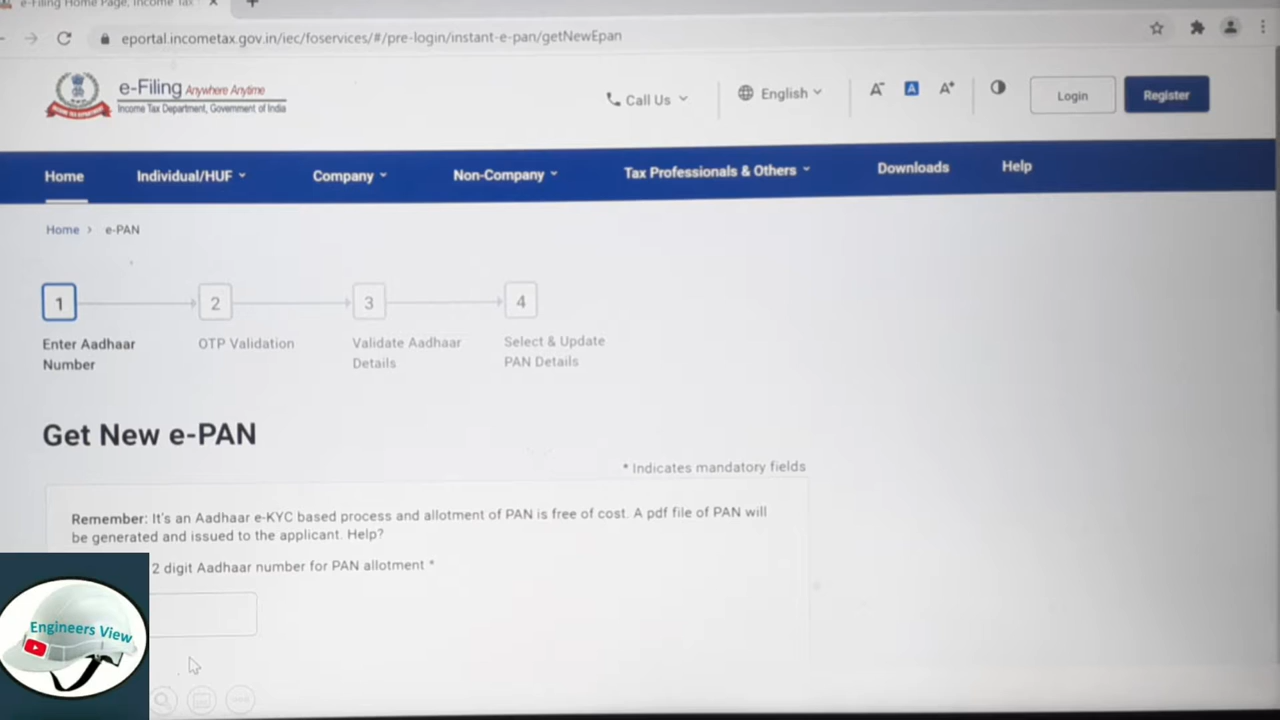 e-Filing Home Page, Income Tax
eportal.incometax.gov.in/iec/foservices/#/pre-login/instant-e-pan/getNewEpan
e-Filing Anywhere Anytime
Income Tax Department, Government of India
Call Us
English
A-
A
A+
Login
Register
Home
Individual/HUF
Company
Non-Company
Tax Professionals & Others
Downloads
Help
Home > e-PAN
1
2
3
4
Enter Aadhaar
Number
OTP Validation
Validate Aadhaar
Details
Select & Update
PAN Details
Get New e-PAN
* Indicates mandatory fields
Remember: It's an Aadhaar e-KYC based process and allotment of PAN is free of cost. A pdf file of PAN will
be generated and issued to the applicant. Help?
2 digit Aadhaar number for PAN allotment *
Engineers View